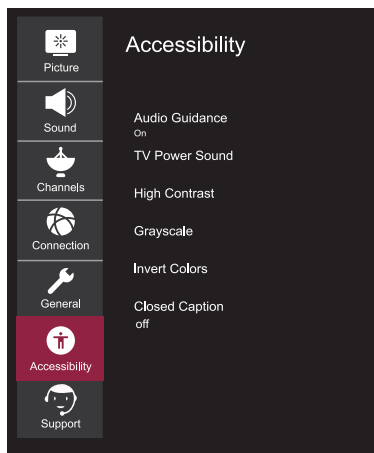 Accessibility
Picture
Sound
Channels
Connection
General
Accessibility
Support
Audio Guidance
On
TV Power Sound
High Contrast
Grayscale
Invert Colors
Closed Caption
off